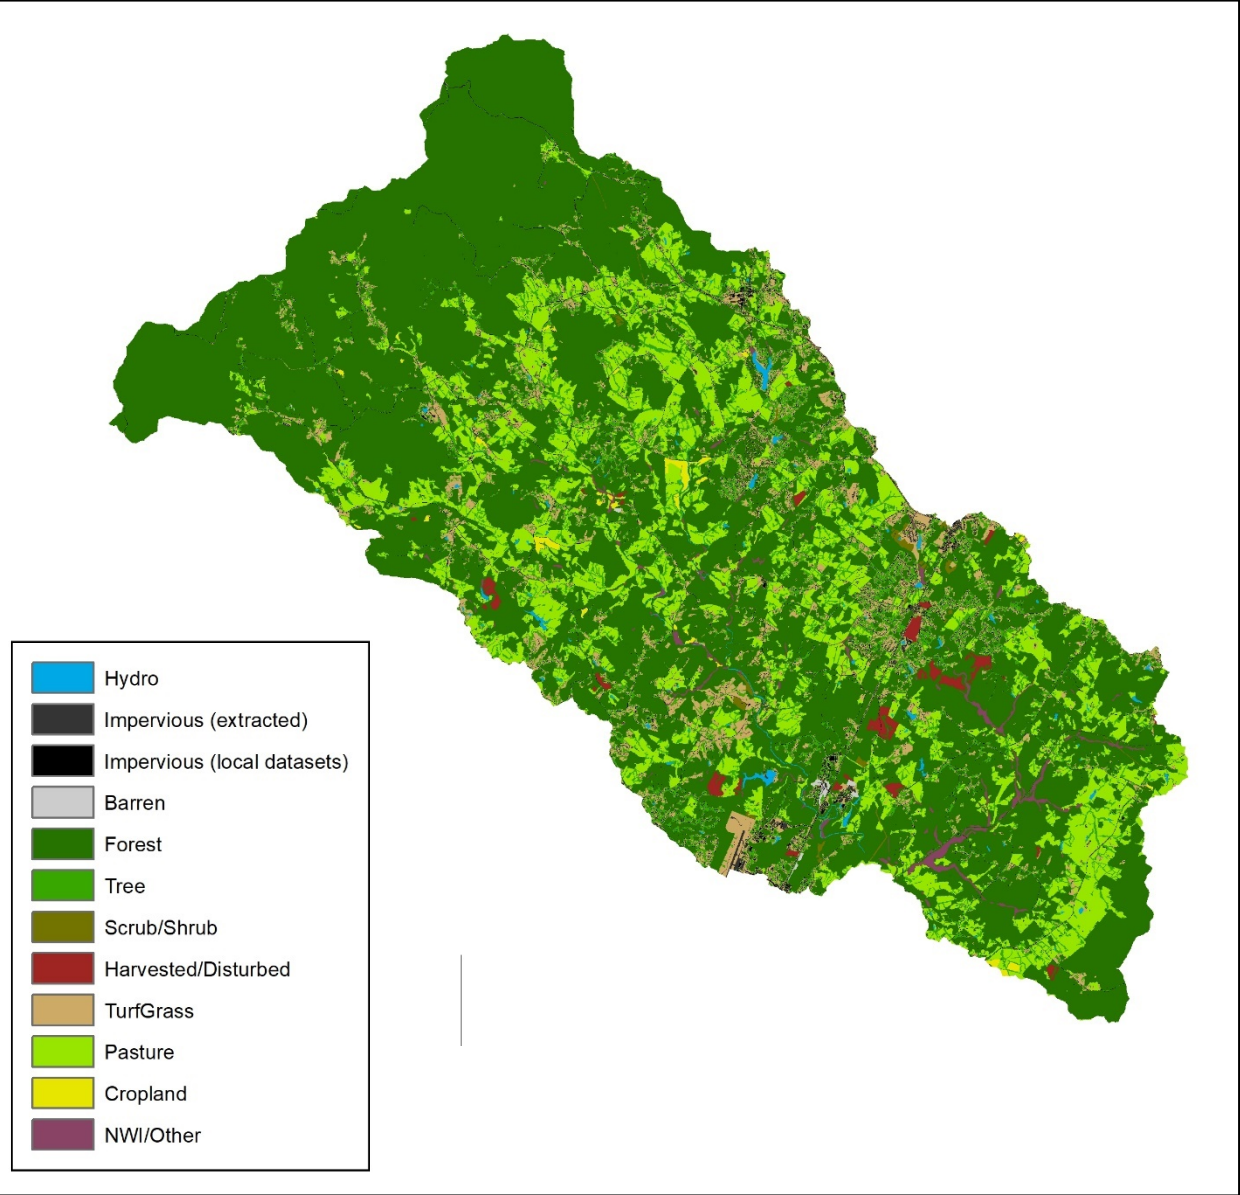 Hydro
Impervious (extracted)
Impervious (local datasets)
Barren
Forest
Tree
Scrub/Shrub
Harvested/Disturbed
TurfGrass
Pasture
Cropland
NWI/Other